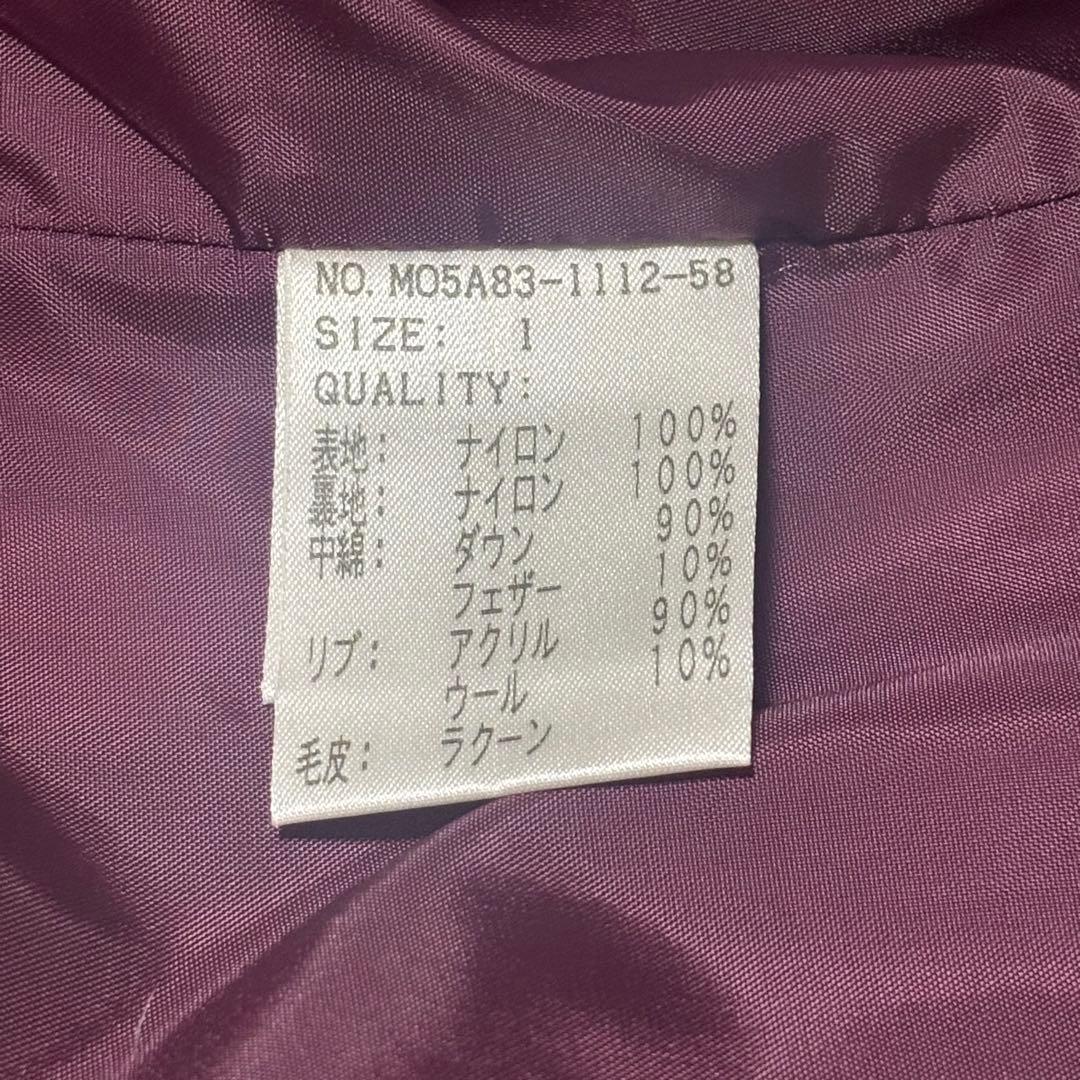 NO. M05A83-1112-58
SIZE: 1
QUALITY:
表地: ナイロン 100%
裏地: ナイロン 100%
中綿: ダウン 90%
フェザー 10%
リブ: アクリル 90%
ウール 10%
毛皮: ラクーン